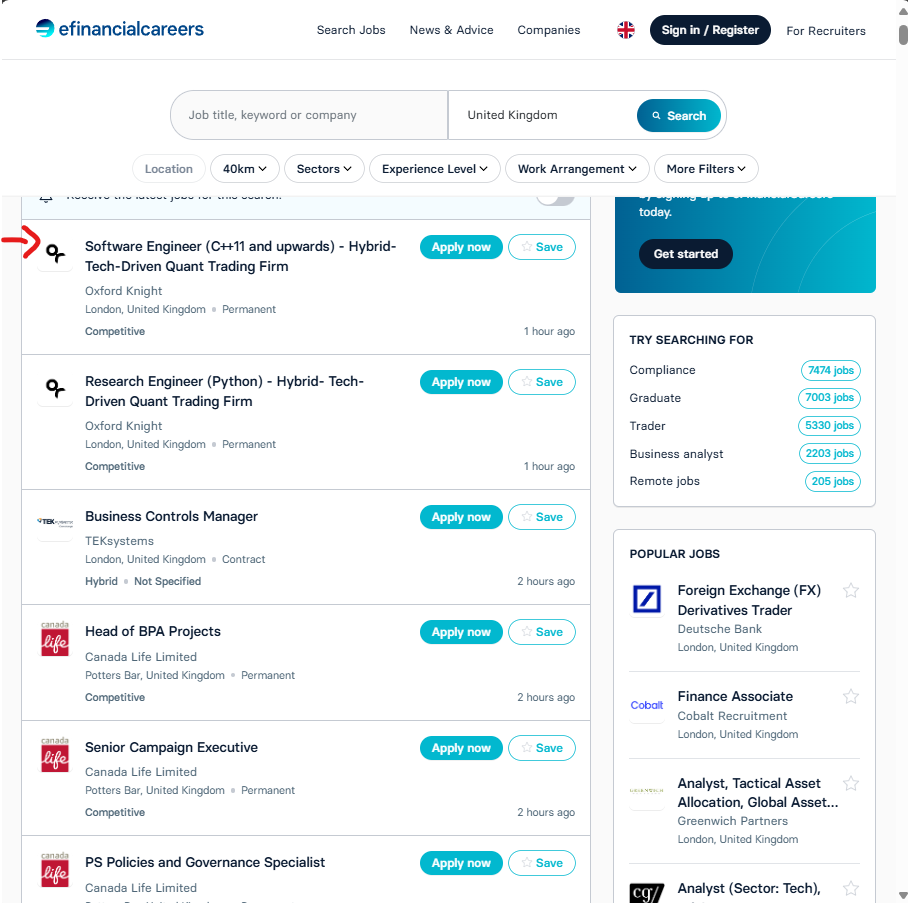 efinancialcareers
Search Jobs
News & Advice
Companies
Sign in / Register
For Recruiters
Job title, keyword or company
United Kingdom
Search
Location
40km
Sectors
Experience Level
Work Arrangement
More Filters
Receive the latest jobs for this search.
Software Engineer (C++11 and upwards) - Hybrid-
Tech-Driven Quant Trading Firm
Oxford Knight
London, United Kingdom
Permanent
Competitive
Apply now
Save
1 hour ago
Research Engineer (Python) - Hybrid- Tech-
Driven Quant Trading Firm
Oxford Knight
London, United Kingdom
Permanent
Competitive
Apply now
Save
1 hour ago
Business Controls Manager
TEKsystems
London, United Kingdom
Contract
Hybrid
Not Specified
Apply now
Save
2 hours ago
canada
life
Head of BPA Projects
Canada Life Limited
Potters Bar, United Kingdom
Permanent
Competitive
Apply now
Save
2 hours ago
canada
life
Senior Campaign Executive
Canada Life Limited
Potters Bar, United Kingdom
Permanent
Competitive
Apply now
Save
2 hours ago
canada
life
PS Policies and Governance Specialist
Canada Life Limited
Apply now
Save
today.
Get started
TRY SEARCHING FOR
Compliance
7474 jobs
Graduate
7003 jobs
Trader
5330 jobs
Business analyst
2203 jobs
Remote jobs
205 jobs
POPULAR JOBS
Foreign Exchange (FX)
Derivatives Trader
Deutsche Bank
London, United Kingdom
Cobalt
Finance Associate
Cobalt Recruitment
London, United Kingdom
Analyst, Tactical Asset
Allocation, Global Asset...
Greenwich Partners
London, United Kingdom
cg/
Analyst (Sector: Tech),